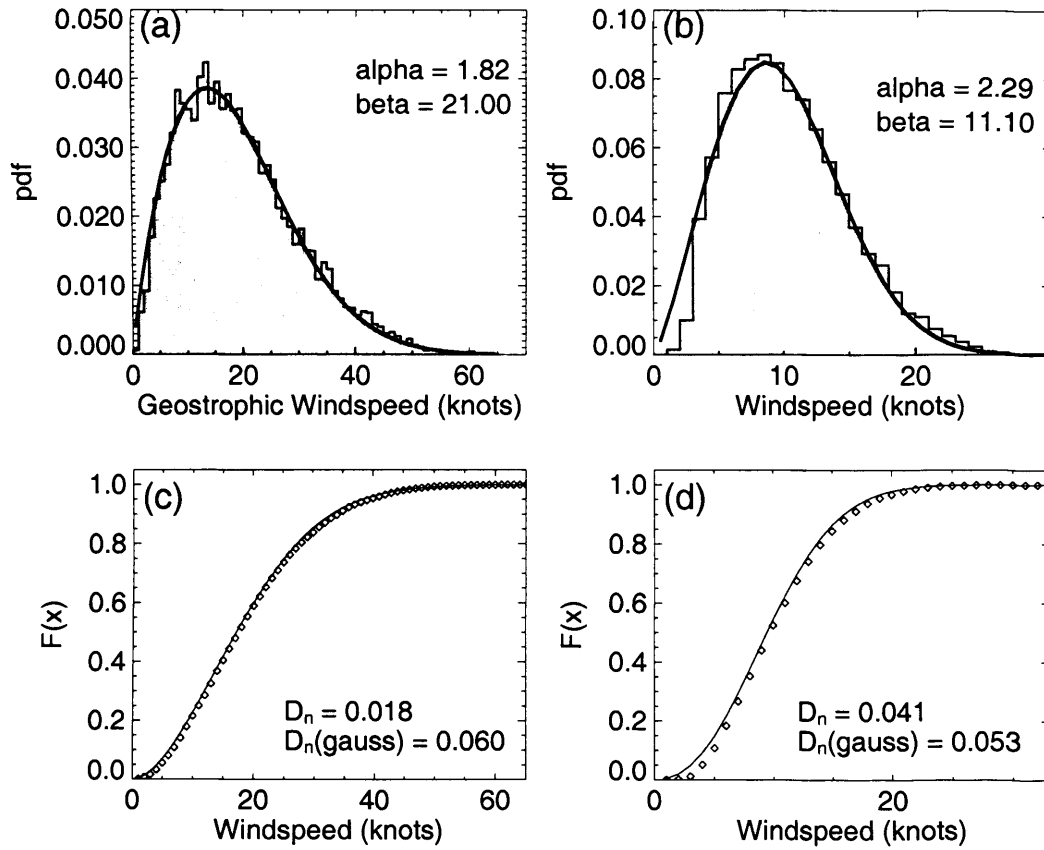 (a)
alpha = 1.82
beta = 21.00
0.050
0.040
0.030
0.020
0.010
0.000
pdf
0
20
40
60
Geostrophic Windspeed (knots)
(b)
alpha = 2.29
beta = 11.10
0.10
0.08
0.06
0.04
0.02
0.00
pdf
0
10
20
Windspeed (knots)
(c)
1.0
0.8
0.6
0.4
0.2
0.0
F(x)
Dₙ = 0.018
Dₙ(gauss) = 0.060
0
20
40
60
Windspeed (knots)
(d)
1.0
0.8
0.6
0.4
0.2
0.0
F(x)
Dₙ = 0.041
Dₙ(gauss) = 0.053
0
10
20
Windspeed (knots)